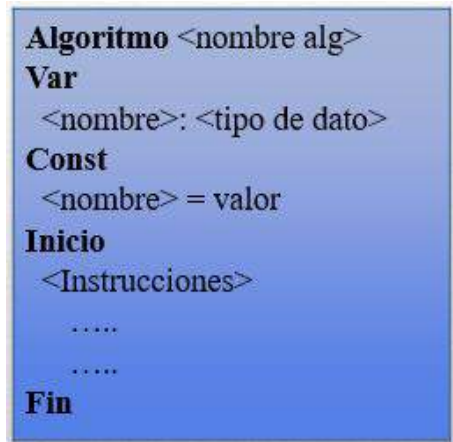 Algoritmo <nombre alg>
Var
<nombre>: <tipo de dato>
Const
<nombre> = valor
Inicio
<Instrucciones>
…..
…..
Fin